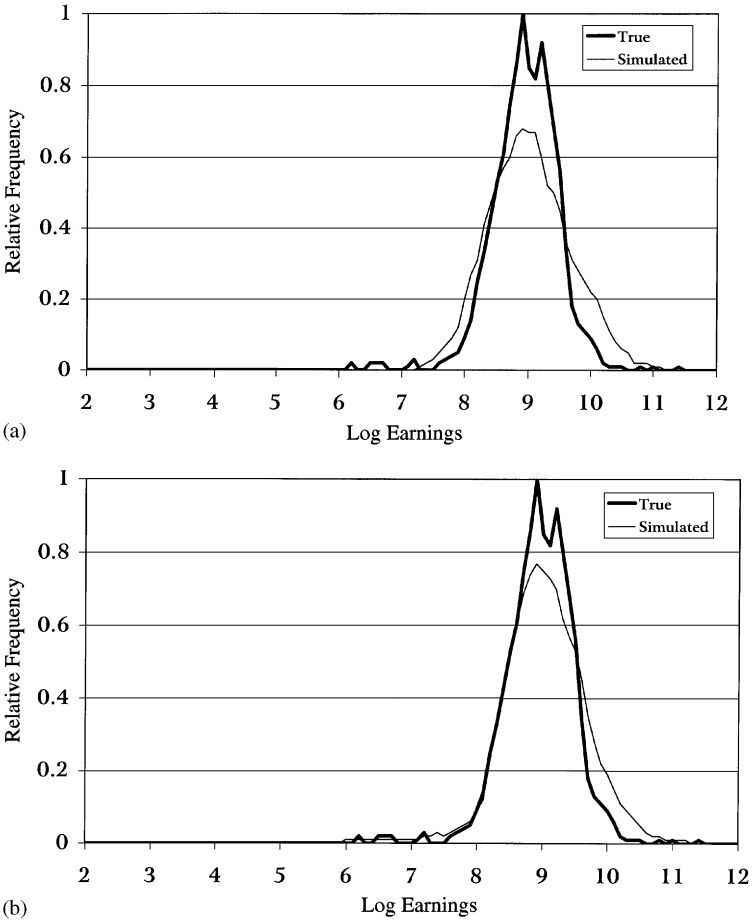 1
0.8
0.6
0.4
0.2
0
Relative Frequency
True
Simulated
2 3 4 5 6 7 8 9 10 11 12
Log Earnings
(a)
1
0.8
0.6
0.4
0.2
0
Relative Frequency
True
Simulated
2 3 4 5 6 7 8 9 10 11 12
Log Earnings
(b)